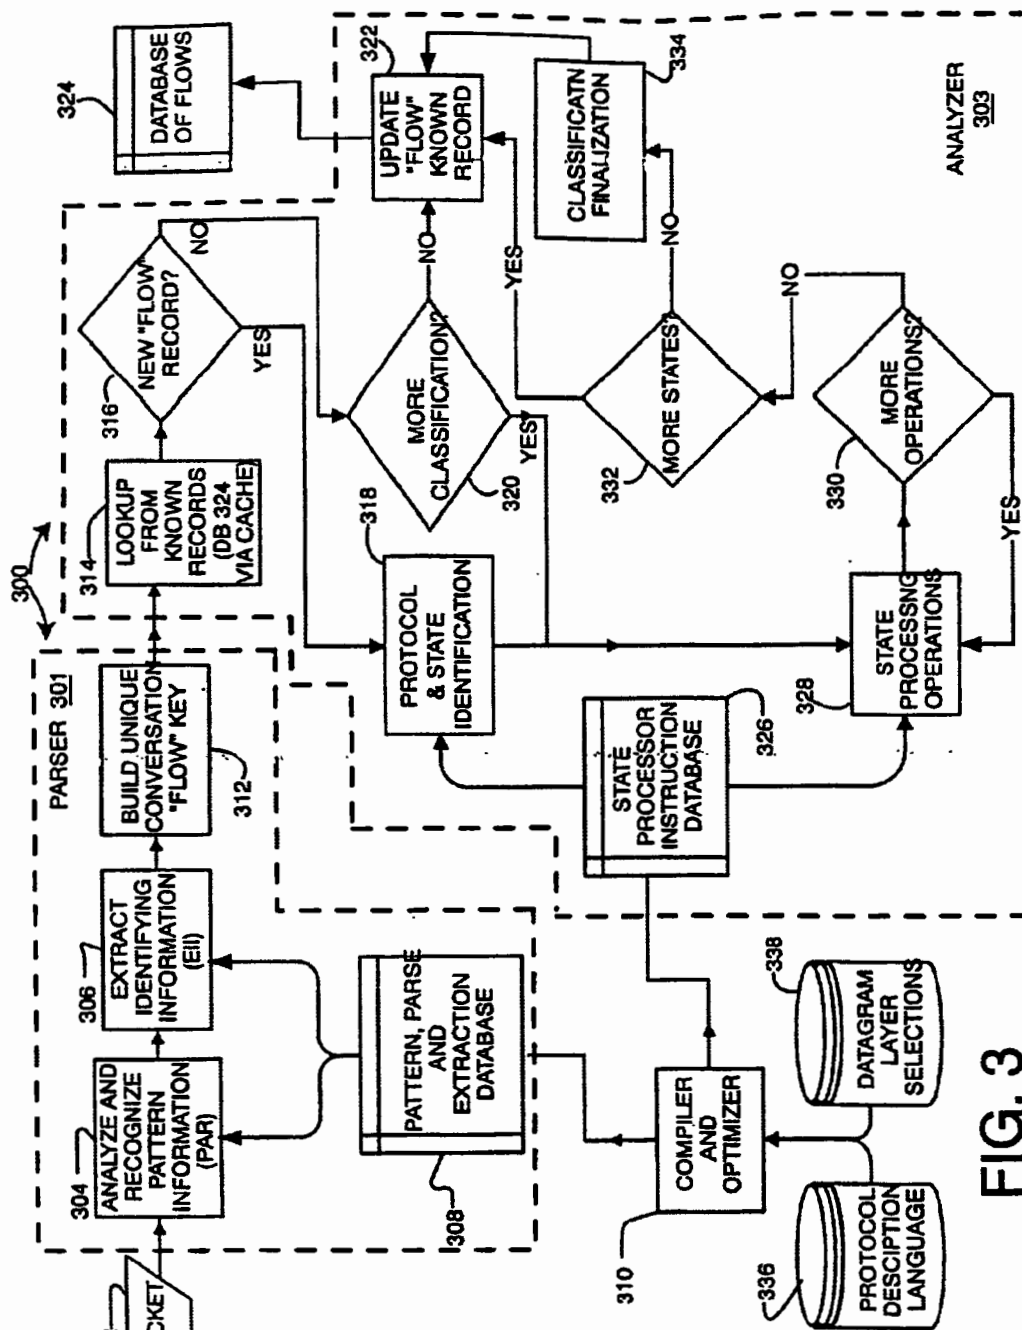 300
PARSER 301
304
ANALYZE AND
RECOGNIZE
PATTERN
INFORMATION
(PAR)
306
EXTRACT
IDENTIFYING
INFORMATION
(EII)
BUILD UNIQUE
CONVERSATION
"FLOW" KEY
312
314
LOOKUP
FROM
KNOWN
RECORDS
(DB 324
VIA CACHE)
316
NEW "FLOW"
RECORD?
NO
YES
324
DATABASE
OF FLOWS
PATTERN, PARSE
AND
EXTRACTION
DATABASE
308
318
PROTOCOL
& STATE
IDENTIFICATION
MORE
CLASSIFICATION?
320
NO
YES
UPDATE
"FLOW"
KNOWN
RECORD
322
STATE
PROCESSOR
INSTRUCTION
DATABASE
326
MORE STATES?
332
YES
NO
CLASSIFICATN
FINALIZATION
334
310
COMPILER
AND
OPTIMIZER
328
STATE
PROCESSNG
OPERATIONS
330
MORE
OPERATIONS?
NO
YES
336
PROTOCOL
DESCIPTION
LANGUAGE
338
DATAGRAM
LAYER
SELECTIONS
ANALYZER
303
FIG. 3